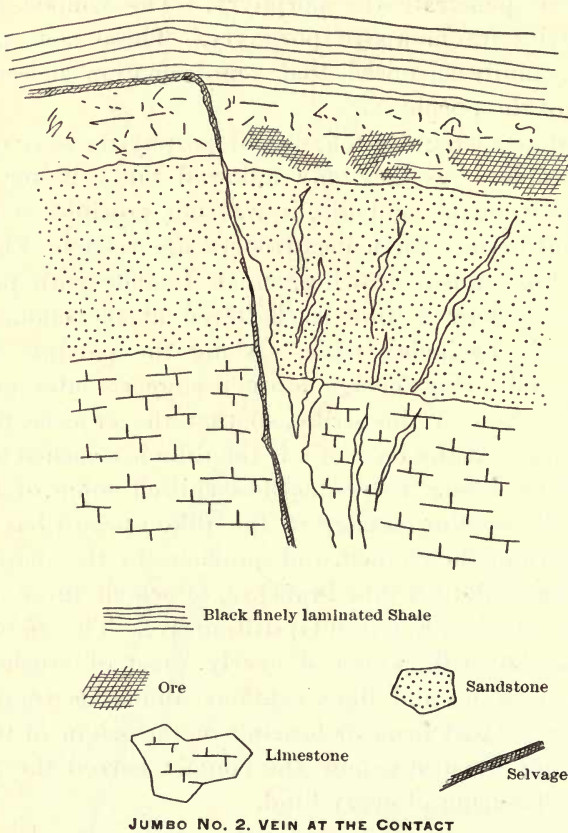 Black finely laminated Shale
Ore
Sandstone
Limestone
Selvage
JUMBO NO. 2. VEIN AT THE CONTACT